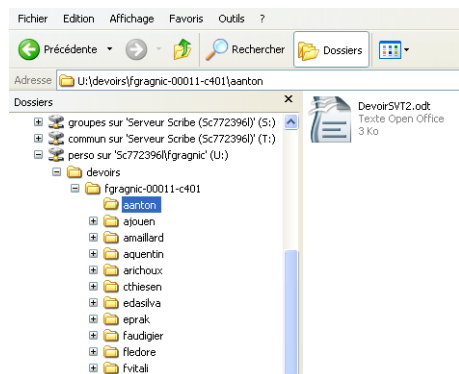 Fichier Edition Affichage Favoris Outils ?
Précédente Rechercher Dossiers
Adresse U:\devoirs\fgragnic-00011-c401\aanton
Dossiers
groupes sur 'Serveur Scribe (Sc772396l)' (S:)
commun sur 'Serveur Scribe (Sc772396l)' (T:)
perso sur 'Sc772396l\fgragnic' (U:)
devoirs
fgragnic-00011-c401
aanton
ajouen
amaillard
aquentin
arichoux
cthiesen
edasilva
eprak
faudigier
fledore
fvitali
DevoirSVT2.odt
Texte Open Office
3 Ko